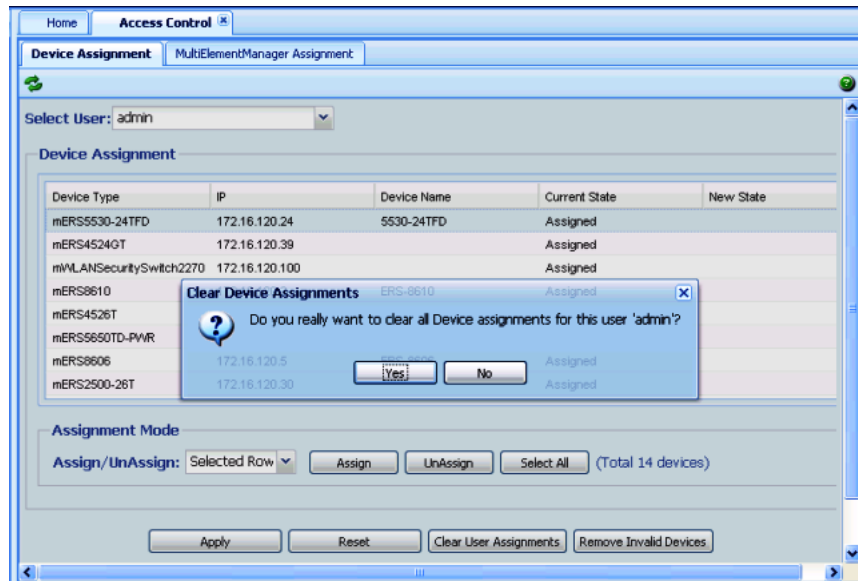 Home Access Control
Device Assignment MultiElementManager Assignment
Select User: admin
Device Assignment
Device Type IP Device Name Current State New State
mERS5530-24TFD 172.16.120.24 5530-24TFD Assigned
mERS4524GT 172.16.120.39 Assigned
mWLANSecuritySwitch2270 172.16.120.100 Assigned
mERS8610 ERS-8610 Assigned
mERS4526T
mERS5650TD-PWR
mERS8606 172.16.120.5 ERS-8606 Assigned
mERS2500-26T 172.16.120.30 Assigned
Clear Device Assignments
Do you really want to clear all Device assignments for this user 'admin'?
Yes No
Assignment Mode
Assign/UnAssign: Selected Row Assign UnAssign Select All (Total 14 devices)
Apply Reset Clear User Assignments Remove Invalid Devices